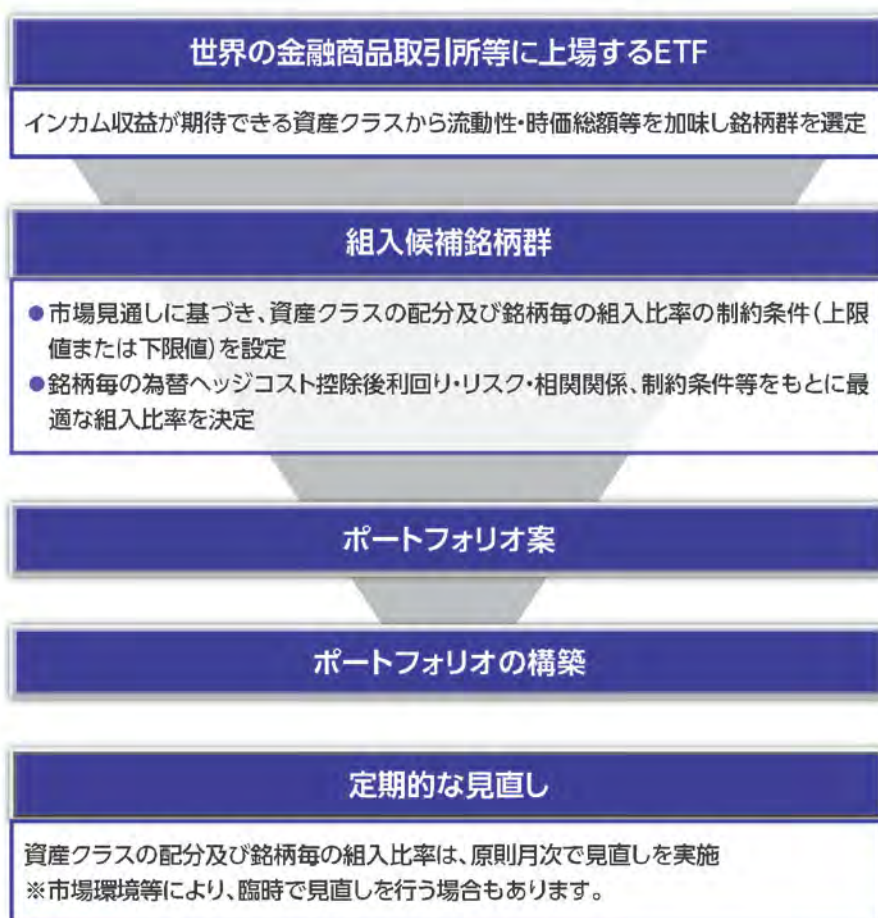 世界の金融商品取引所等に上場するETF
インカム収益が期待できる資産クラスから流動性・時価総額等を加味し銘柄群を選定
組入候補銘柄群
●市場見通しに基づき、資産クラスの配分及び銘柄毎の組入比率の制約条件(上限
値または下限値)を設定
●銘柄毎の為替ヘッジコスト控除後利回り・リスク・相関関係、制約条件等をもとに最
適な組入比率を決定
ポートフォリオ案
ポートフォリオの構築
定期的な見直し
資産クラスの配分及び銘柄毎の組入比率は、原則月次で見直しを実施
※市場環境等により、臨時で見直しを行う場合もあります。